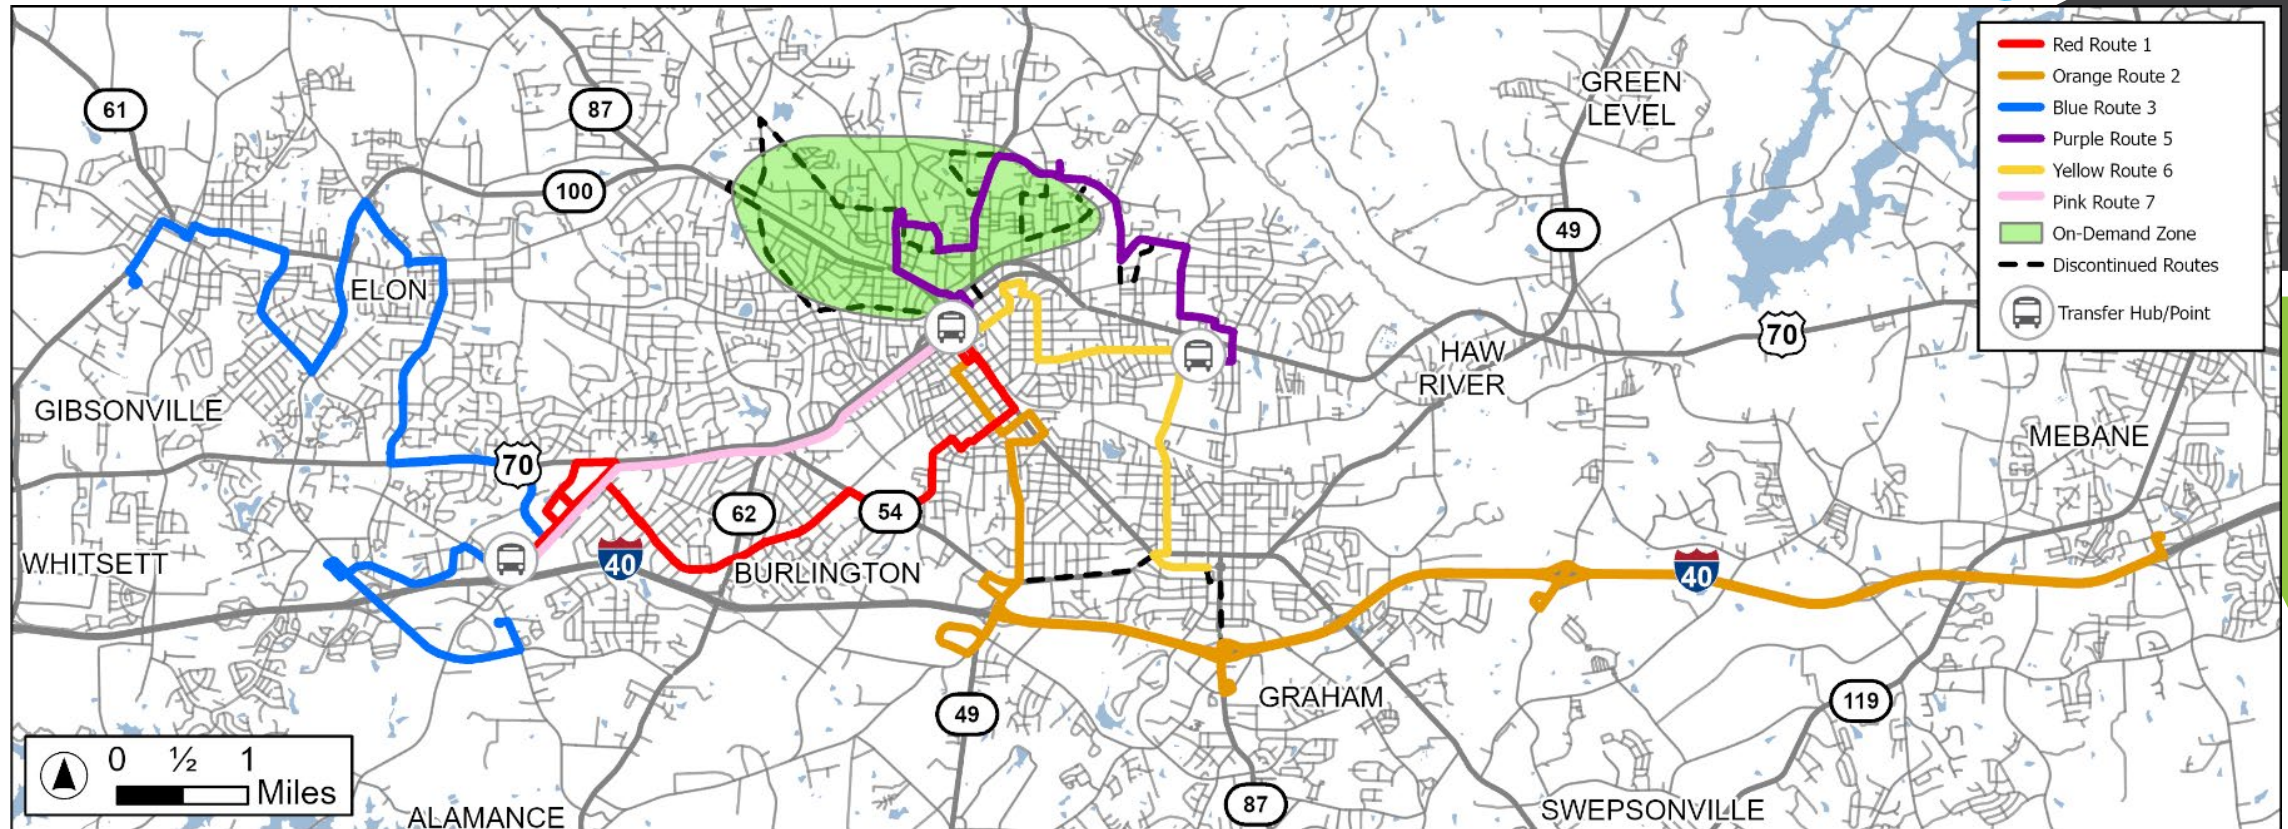 Red Route 1
Orange Route 2
Blue Route 3
Purple Route 5
Yellow Route 6
Pink Route 7
On-Demand Zone
Discontinued Routes
Transfer Hub/Point
61
87
100
GREEN
LEVEL
49
ELON
70
HAW
RIVER
GIBSONVILLE
MEBANE
70
62
54
WHITSETT
40
BURLINGTON
40
GRAHAM
119
49
0 ½ 1
Miles
87
ALAMANCE
SWEPSONVILLE